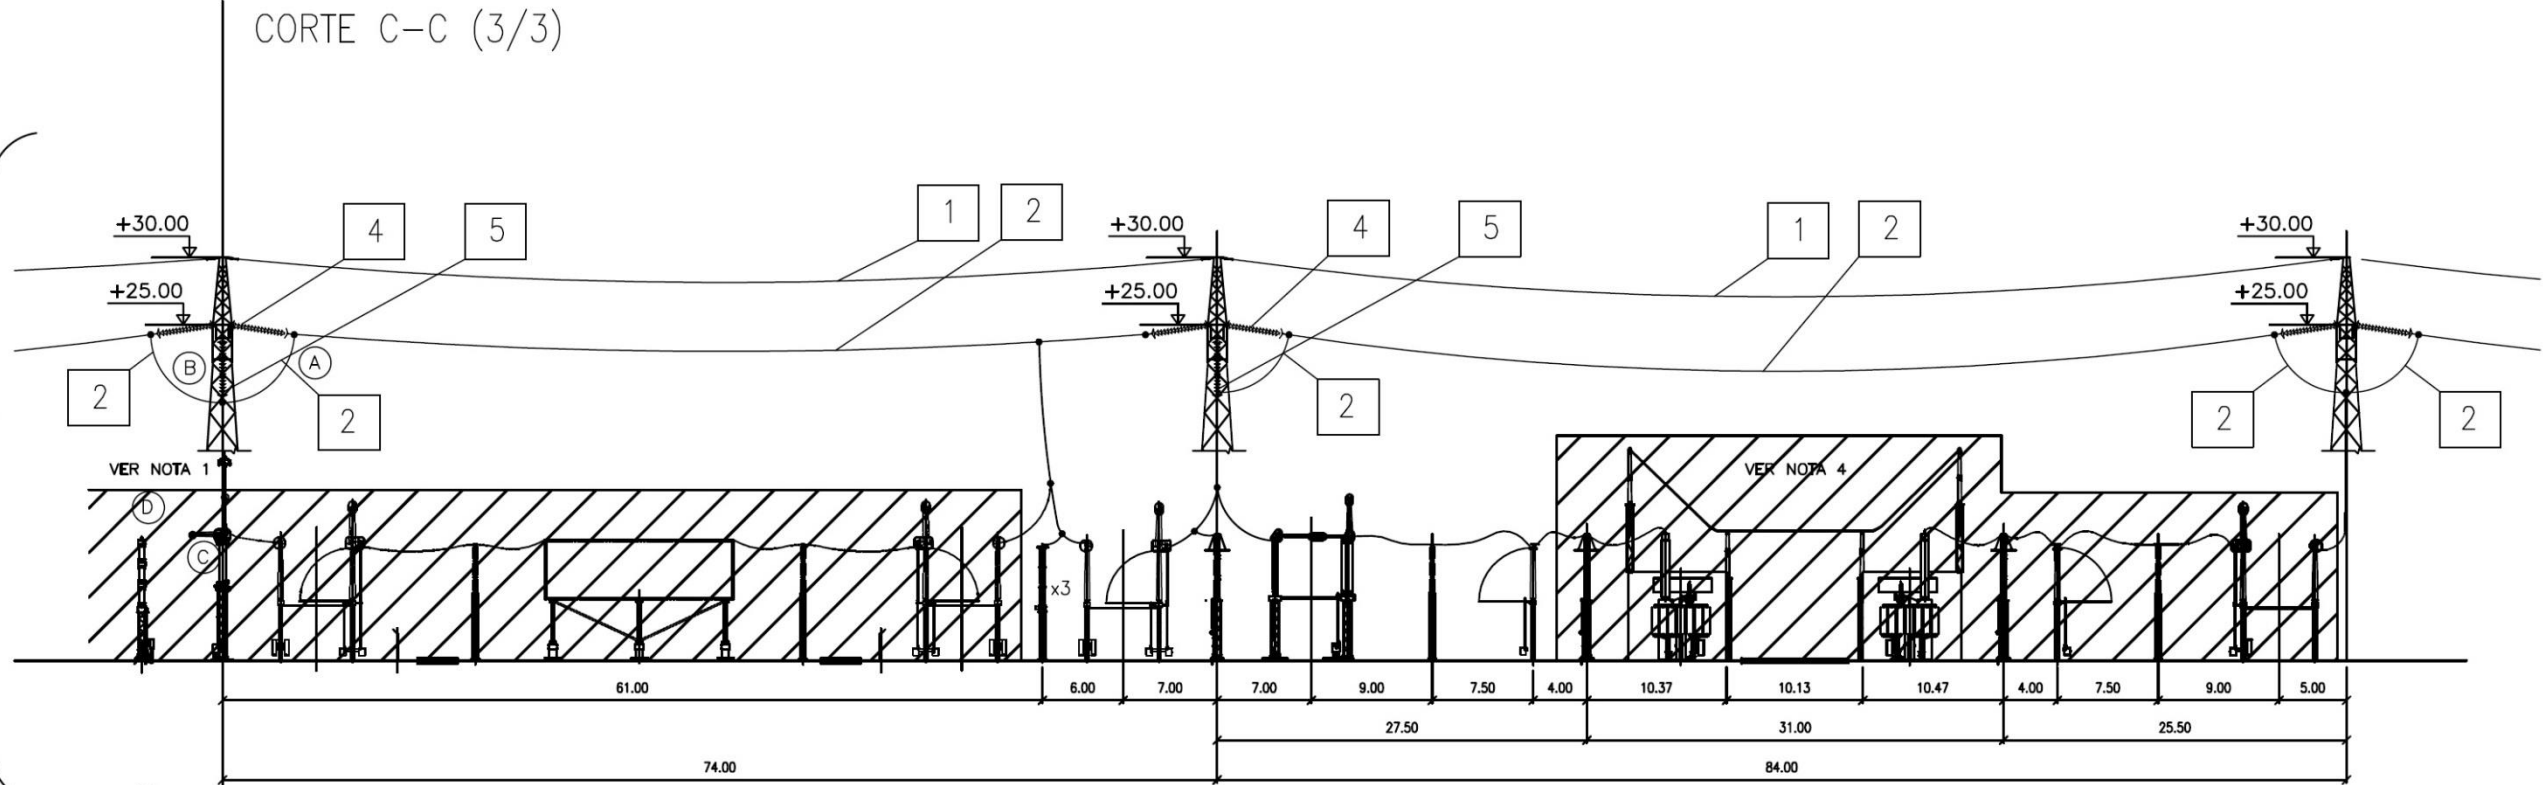 CORTE C-C (3/3)
1 2 1 2
4 5 4 5
+30.00 +30.00 +30.00
+25.00 +25.00 +25.00
B A
2 2 2 2 2
VER NOTA 1 VER NOTA 4
D
C
x3
61.00 6.00 7.00 7.00 9.00 7.50 4.00 10.37 10.13 10.47 4.00 7.50 9.00 5.00
27.50 31.00 25.50
74.00 84.00